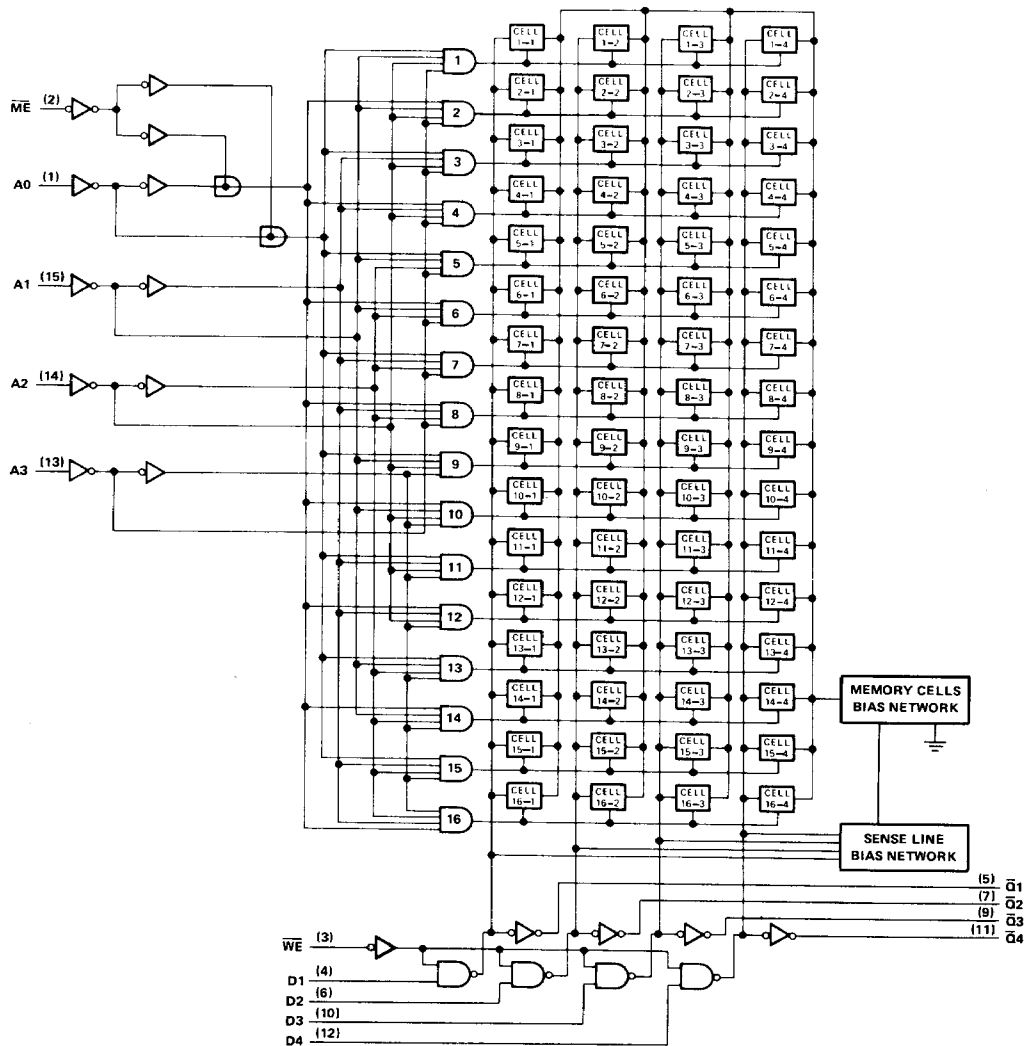 CELL 1-1 CELL 1-2 CELL 1-3 CELL 1-4
1
M̅E̅ (2)
CELL 2-1 CELL 2-2 CELL 2-3 CELL 2-4
2
CELL 3-1 CELL 3-2 CELL 3-3 CELL 3-4
3
A0 (1)
CELL 4-1 CELL 4-2 CELL 4-3 CELL 4-4
4
CELL 5-1 CELL 5-2 CELL 5-3 CELL 5-4
5
A1 (15)
CELL 6-1 CELL 6-2 CELL 6-3 CELL 6-4
6
CELL 7-1 CELL 7-2 CELL 7-3 CELL 7-4
7
A2 (14)
CELL 8-1 CELL 8-2 CELL 8-3 CELL 8-4
8
CELL 9-1 CELL 9-2 CELL 9-3 CELL 9-4
9
A3 (13)
CELL 10-1 CELL 10-2 CELL 10-3 CELL 10-4
10
CELL 11-1 CELL 11-2 CELL 11-3 CELL 11-4
11
CELL 12-1 CELL 12-2 CELL 12-3 CELL 12-4
12
CELL 13-1 CELL 13-2 CELL 13-3 CELL 13-4
13
CELL 14-1 CELL 14-2 CELL 14-3 CELL 14-4
14
MEMORY CELLS
BIAS NETWORK
CELL 15-1 CELL 15-2 CELL 15-3 CELL 15-4
15
CELL 16-1 CELL 16-2 CELL 16-3 CELL 16-4
16
SENSE LINE
BIAS NETWORK
(5) Q̅1
(7) Q̅2
(9) Q̅3
(11) Q̅4
W̅E̅ (3)
D1 (4)
D2 (6)
D3 (10)
D4 (12)